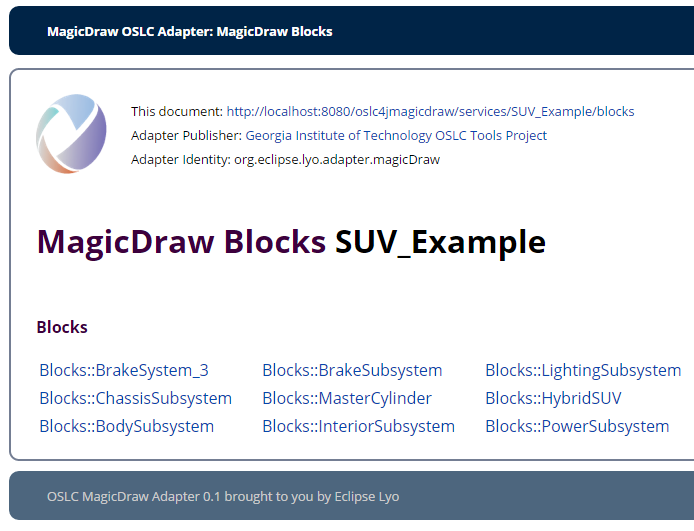 MagicDraw OSLC Adapter: MagicDraw Blocks
This document: http://localhost:8080/oslc4jmagicdraw/services/SUV_Example/blocks
Adapter Publisher: Georgia Institute of Technology OSLC Tools Project
Adapter Identity: org.eclipse.lyo.adapter.magicDraw
MagicDraw Blocks SUV_Example
Blocks
Blocks::BrakeSystem_3 Blocks::BrakeSubsystem Blocks::LightingSubsystem
Blocks::ChassisSubsystem Blocks::MasterCylinder Blocks::HybridSUV
Blocks::BodySubsystem Blocks::InteriorSubsystem Blocks::PowerSubsystem
OSLC MagicDraw Adapter 0.1 brought to you by Eclipse Lyo